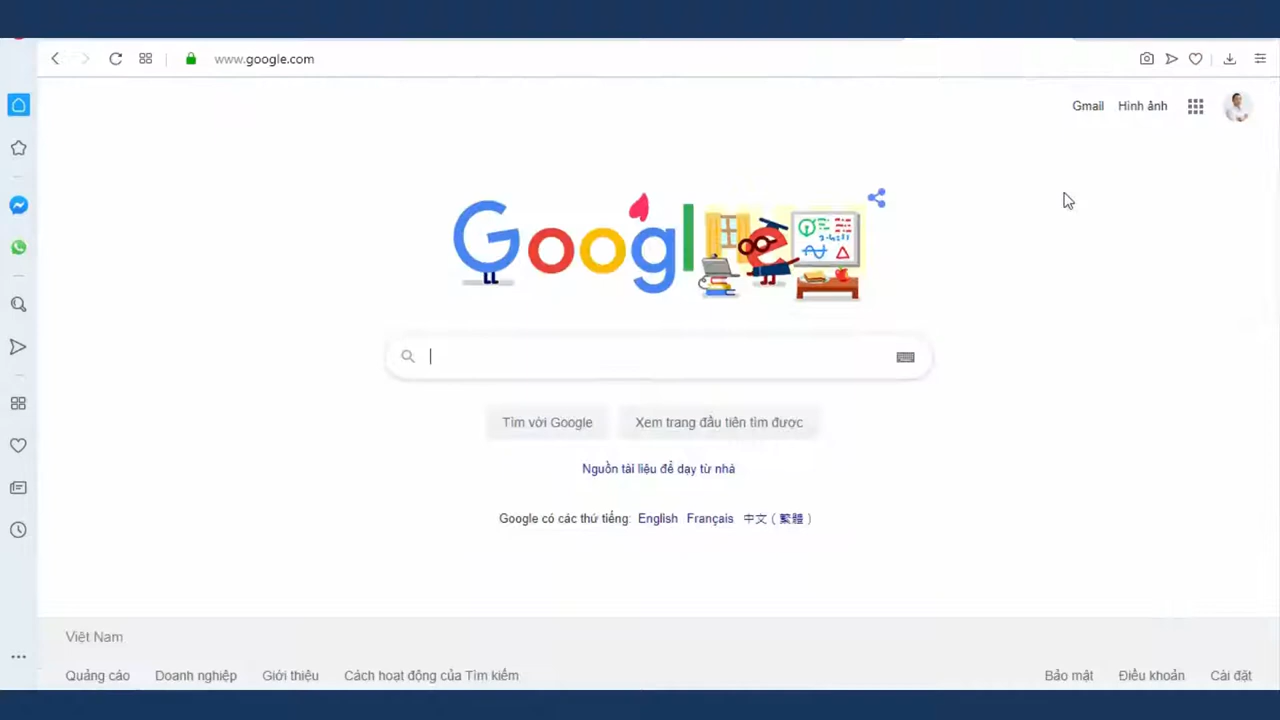 www.google.com
Gmail Hình ảnh
Google
Tìm với Google Xem trang đầu tiên tìm được
Nguồn tài liệu để dạy từ nhà
Google có các thứ tiếng: English Français 中文 ( 繁體 )
Việt Nam
Quảng cáo Doanh nghiệp Giới thiệu Cách hoạt động của Tìm kiếm Bảo mật Điều khoản Cài đặt